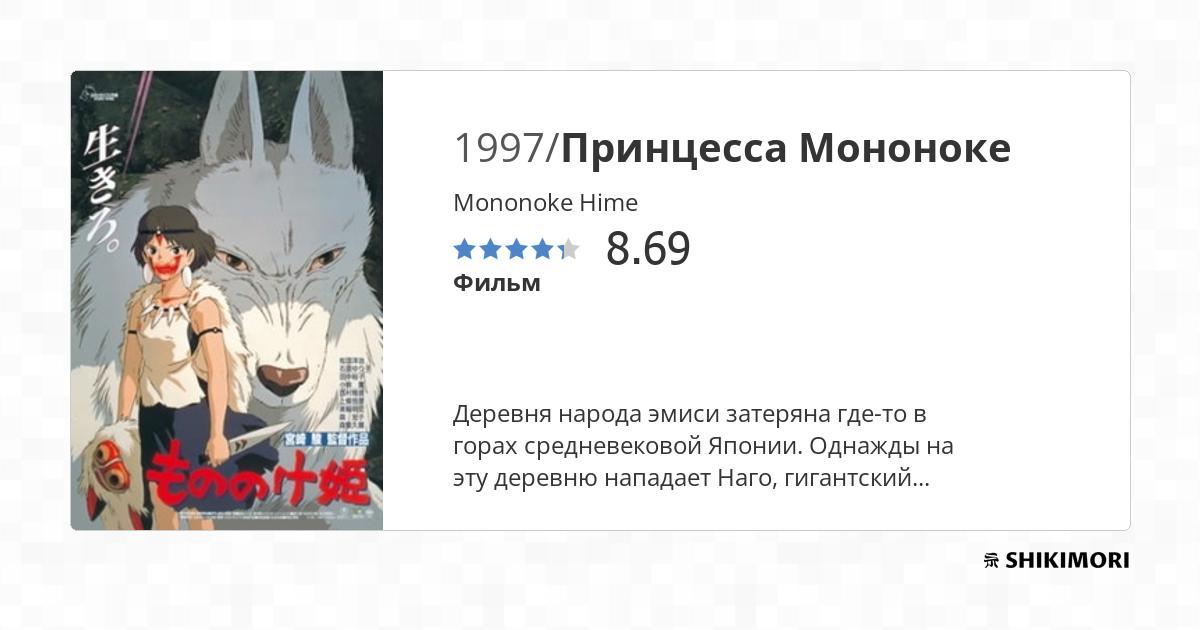 生きろ。
宮崎 駿 監督作品
もののけ姫
1997/Принцесса Мононоке
Mononoke Hime
8.69
Фильм
Деревня народа эмиси затеряна где-то в
горах средневековой Японии. Однажды на
эту деревню нападает Наго, гигантский...
SHIKIMORI